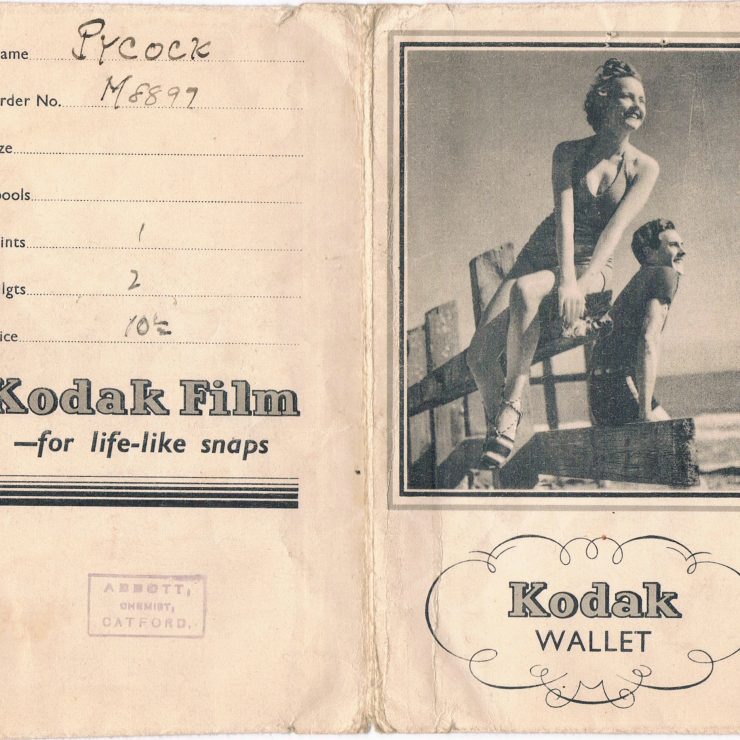 ame PYCOCK
rder No. M8897
ze
pools
ints 1
lgts 2
ice 10½
Kodak Film
—for life-like snaps
ABBOTT,
CHEMIST,
CATFORD.
Kodak
WALLET